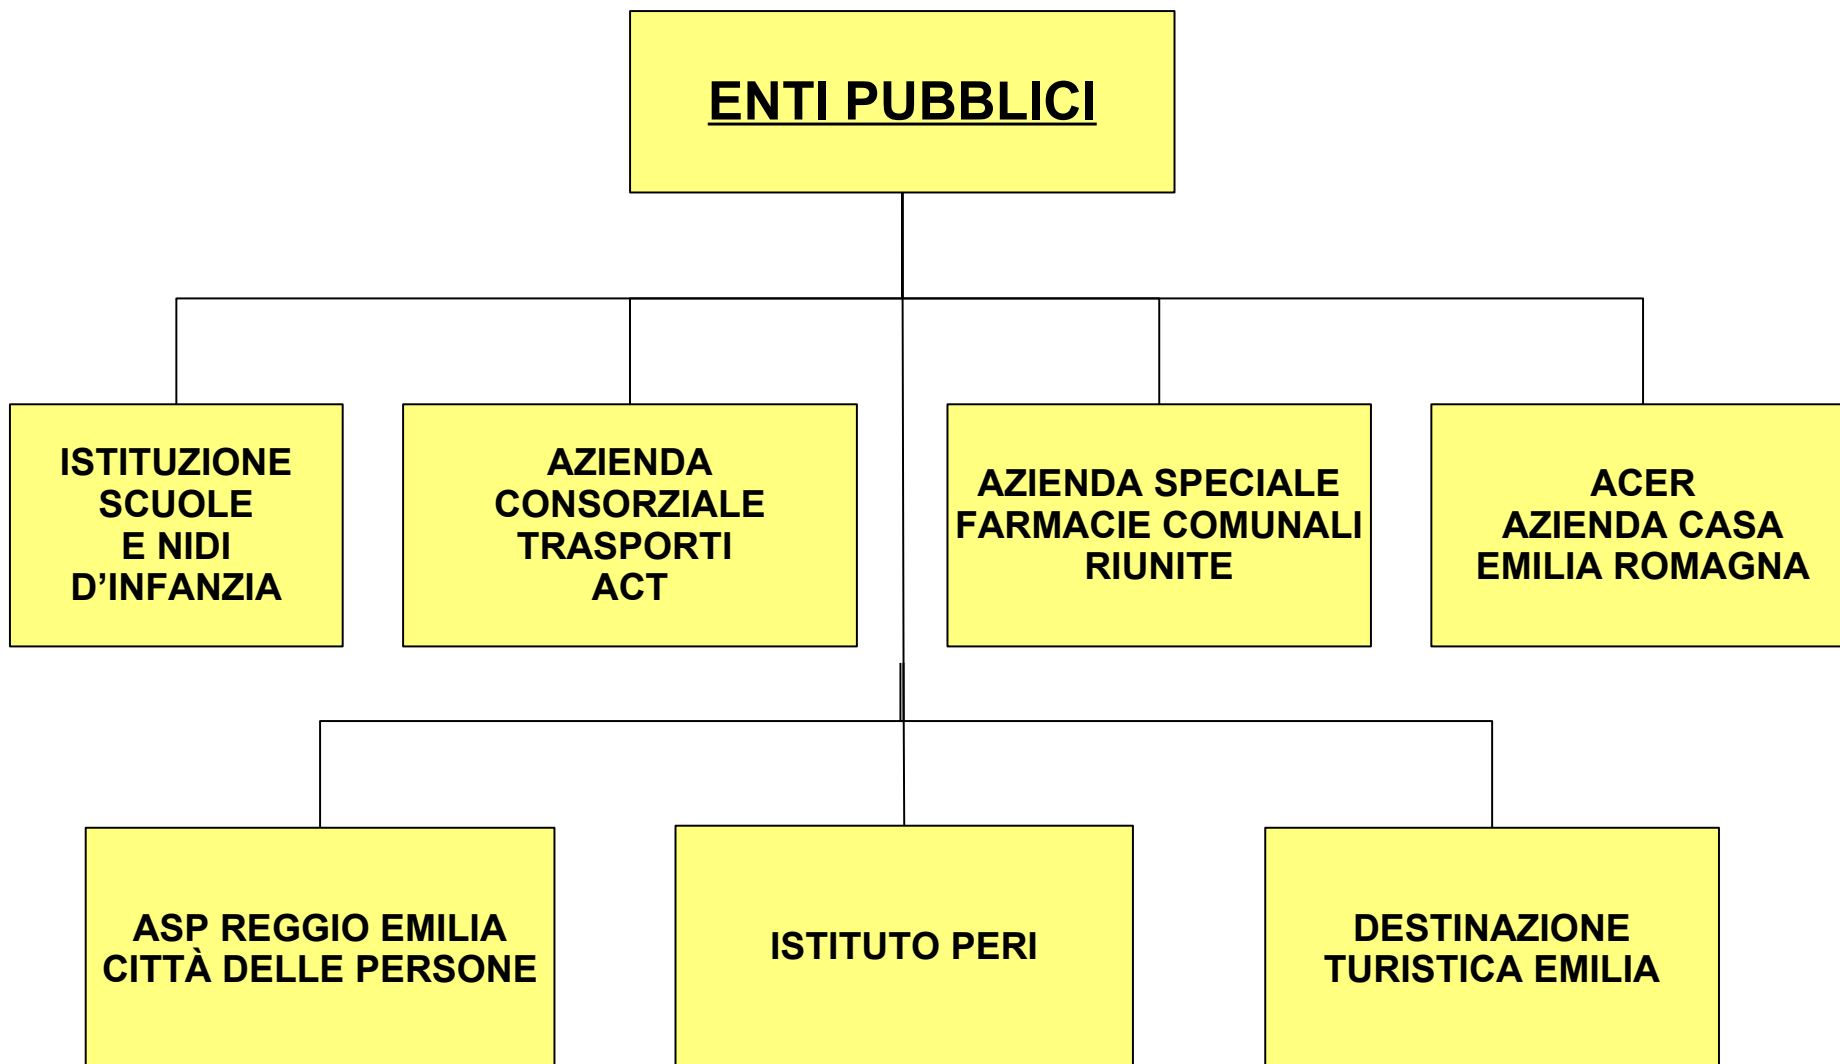 ENTI PUBBLICI
ISTITUZIONE
SCUOLE
E NIDI
D’INFANZIA
AZIENDA
CONSORZIALE
TRASPORTI
ACT
AZIENDA SPECIALE
FARMACIE COMUNALI
RIUNITE
ACER
AZIENDA CASA
EMILIA ROMAGNA
ASP REGGIO EMILIA
CITTÀ DELLE PERSONE
ISTITUTO PERI
DESTINAZIONE
TURISTICA EMILIA